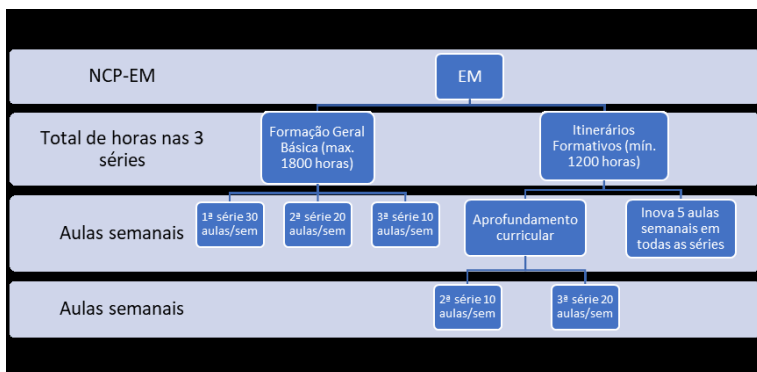 NCP-EM
EM
Total de horas nas 3
séries
Formação Geral
Básica (max.
1800 horas)
Itinerários
Formativos (mín.
1200 horas)
Aulas semanais
1ª série 30
aulas/sem
2ª série 20
aulas/sem
3ª série 10
aulas/sem
Aprofundamento
curricular
Inova 5 aulas
semanais em
todas as séries
Aulas semanais
2ª série 10
aulas/sem
3ª série 20
aulas/sem